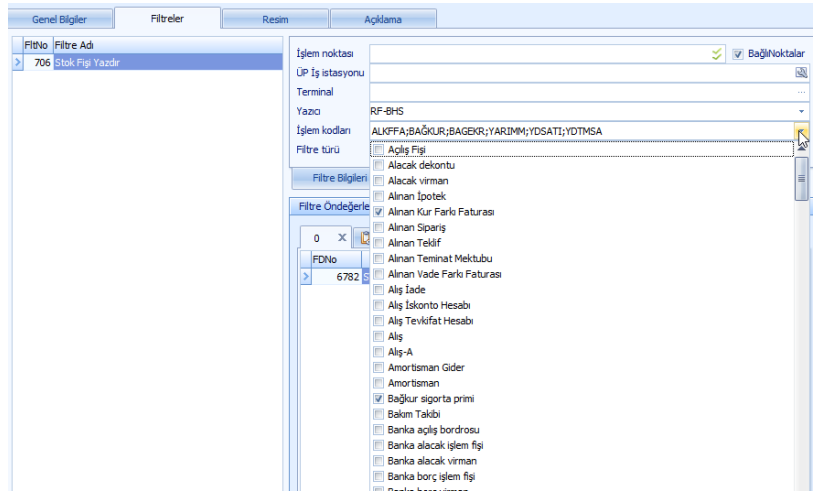 Genel Bilgiler
Filtreler
Resim
Açıklama
FltNo Filtre Adı
706 Stok Fişi Yazdır
İşlem noktası
BağlıNoktalar
ÜP İş istasyonu
Terminal
Yazıcı RF-BHS
İşlem kodları ALKFFA;BAĞKUR;BAGEKR;YARIMM;YDSATI;YDTMSA
Filtre türü
Açılış Fişi
Alacak dekontu
Alacak virman
Alınan İpotek
Alınan Kur Farkı Faturası
Alınan Sipariş
Alınan Teklif
Alınan Teminat Mektubu
Alınan Vade Farkı Faturası
Alış İade
Alış İskonto Hesabı
Alış Tevkifat Hesabı
Alış
Alış-A
Amortisman Gider
Amortisman
Bağkur sigorta primi
Bakım Takibi
Banka açılış bordrosu
Banka alacak işlem fişi
Banka alacak virman
Banka borç işlem fişi
Banka borç virman
Filtre Bilgileri
Filtre Öndeğerle
0
FDNo
6782 S